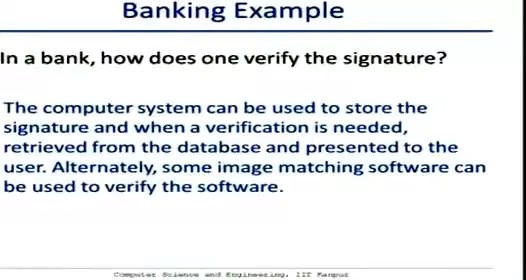 Banking Example
In a bank, how does one verify the signature?
The computer system can be used to store the
signature and when a verification is needed,
retrieved from the database and presented to the
user. Alternately, some image matching software can
be used to verify the software.
Computer Science and Engineering, IIT Kanpur